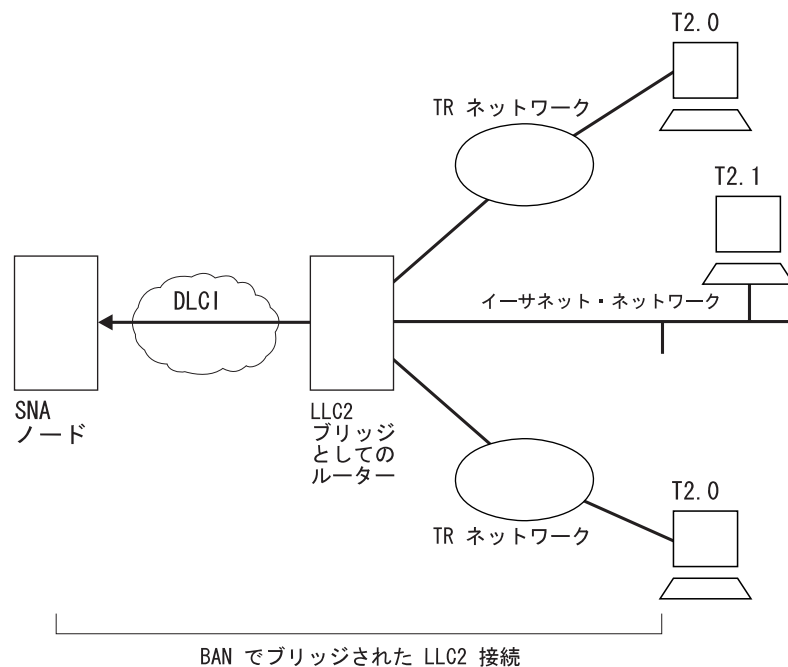 T2.0
TR ネットワーク
T2.1
イーサネット・ネットワーク
DLCI
SNA
ノード
LLC2
ブリッジ
としての
ルーター
T2.0
TR ネットワーク
BAN でブリッジされた LLC2 接続